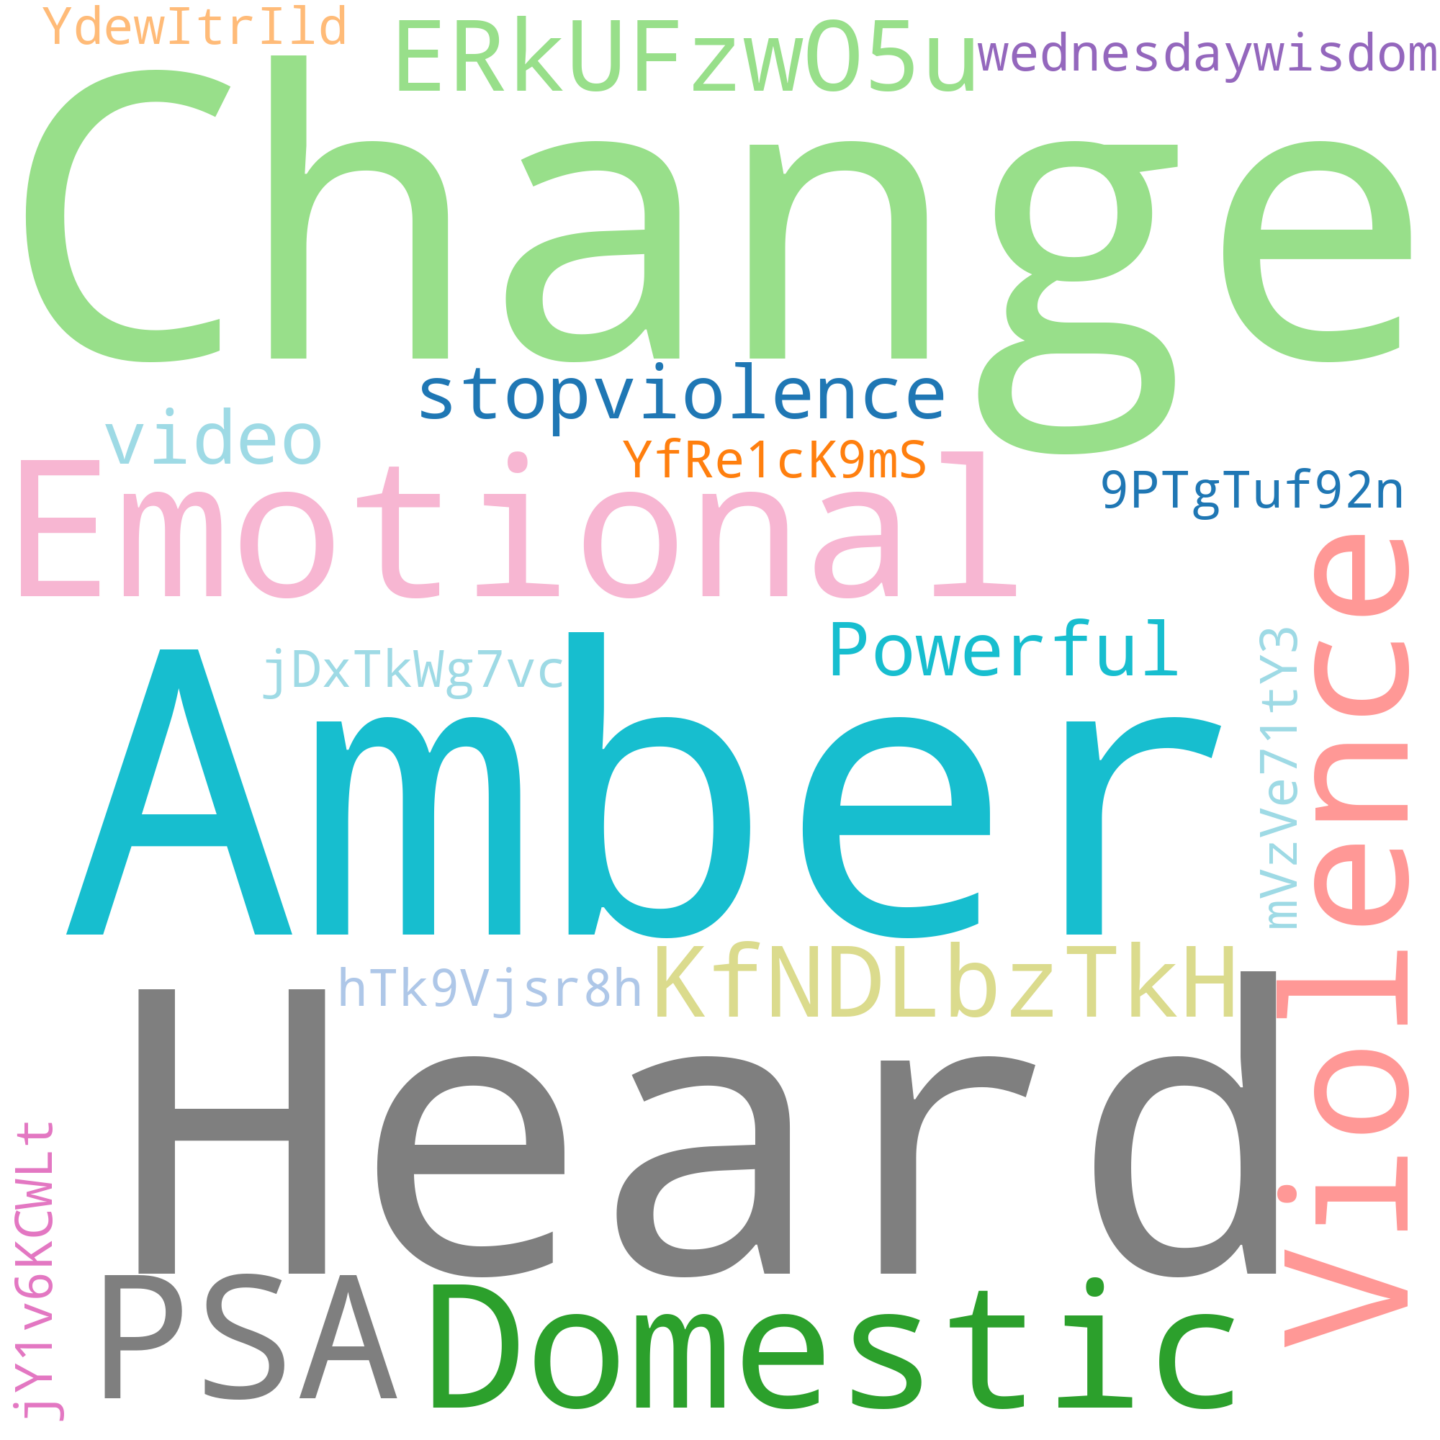 YdewItrIld
ERkUFzwO5u
wednesdaywisdom
Change
stopviolence
video
YfRe1cK9mS
9PTgTuf92n
Emotional
Violence
Powerful
mVzVe71tY3
jDxTkWg7vc
Amber
KfNDLbzTkH
hTk9Vjsr8h
Heard
jY1v6KCWLt
PSA
Domestic